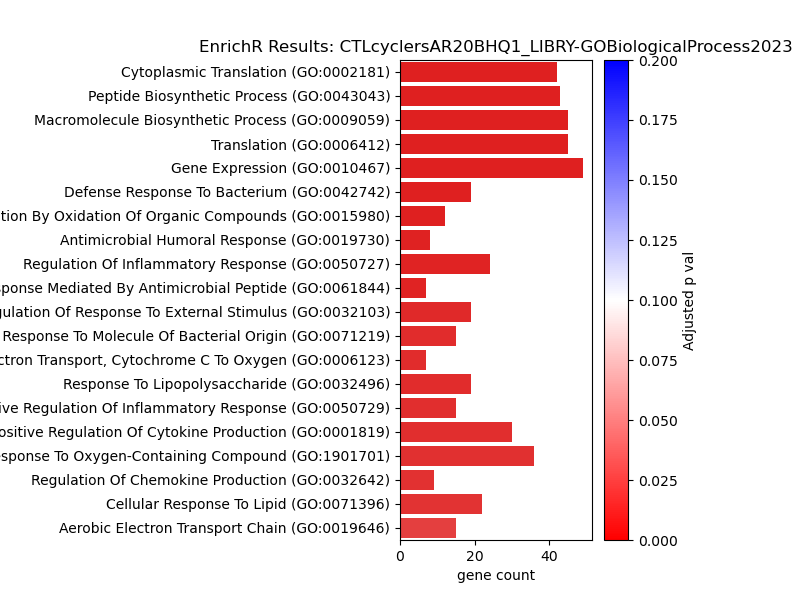 EnrichR Results: CTLcyclersAR20BHQ1_LIBRY-GOBiologicalProcess2023
Cytoplasmic Translation (GO:0002181)
Peptide Biosynthetic Process (GO:0043043)
Macromolecule Biosynthetic Process (GO:0009059)
Translation (GO:0006412)
Gene Expression (GO:0010467)
Defense Response To Bacterium (GO:0042742)
tion By Oxidation Of Organic Compounds (GO:0015980)
Antimicrobial Humoral Response (GO:0019730)
Regulation Of Inflammatory Response (GO:0050727)
ponse Mediated By Antimicrobial Peptide (GO:0061844)
gulation Of Response To External Stimulus (GO:0032103)
Response To Molecule Of Bacterial Origin (GO:0071219)
ctron Transport, Cytochrome C To Oxygen (GO:0006123)
Response To Lipopolysaccharide (GO:0032496)
ive Regulation Of Inflammatory Response (GO:0050729)
ositive Regulation Of Cytokine Production (GO:0001819)
sponse To Oxygen-Containing Compound (GO:1901701)
Regulation Of Chemokine Production (GO:0032642)
Cellular Response To Lipid (GO:0071396)
Aerobic Electron Transport Chain (GO:0019646)
0 20 40
gene count
0.200
0.175
0.150
0.125
0.100
0.075
0.050
0.025
0.000
Adjusted p val